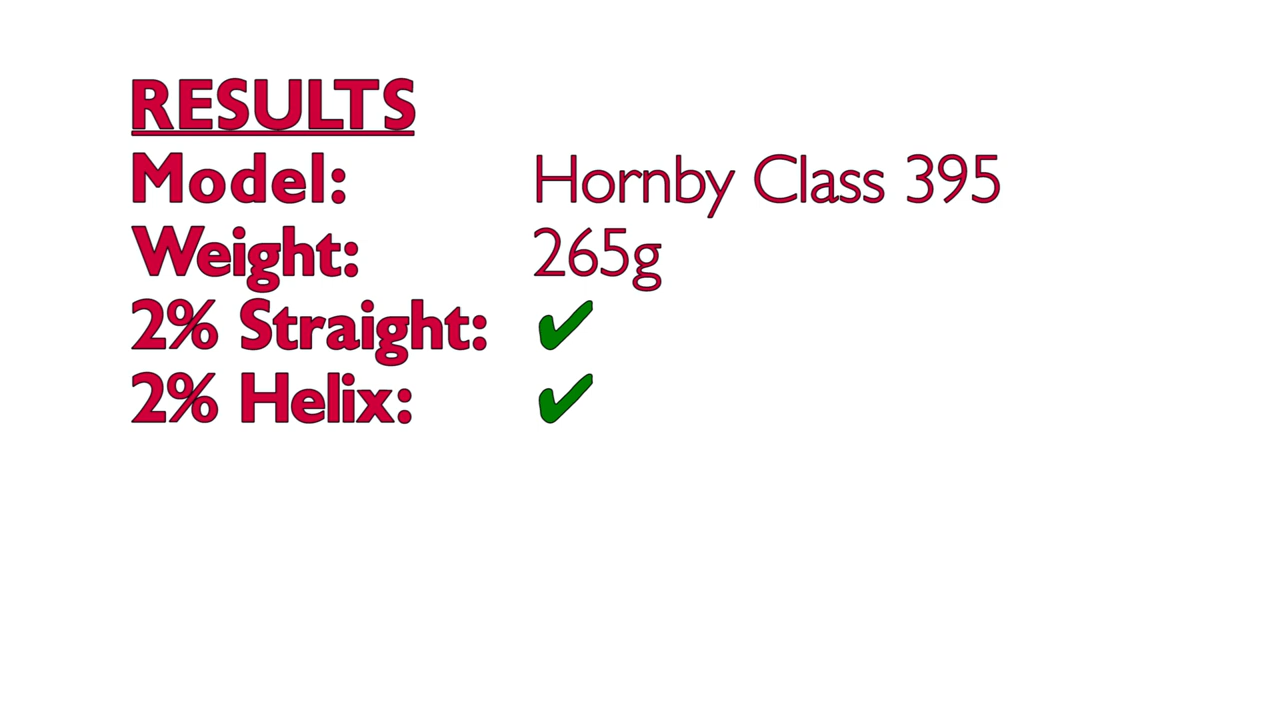 RESULTS
Model: Hornby Class 395
Weight: 265g
2% Straight: ✔
2% Helix: ✔